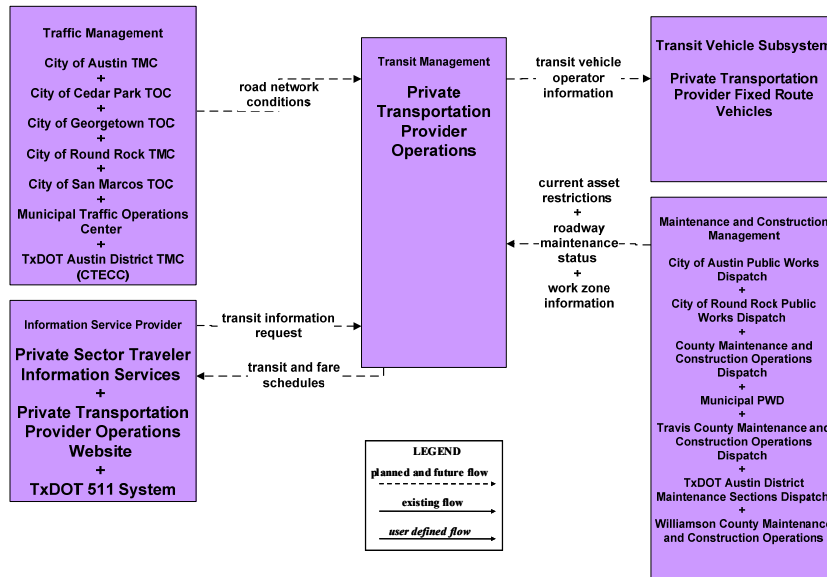 Traffic Management
City of Austin TMC
+
City of Cedar Park TOC
+
City of Georgetown TOC
+
City of Round Rock TMC
+
City of San Marcos TOC
+
Municipal Traffic Operations
Center
+
TxDOT Austin District TMC
(CTECC)
road network
conditions
Transit Management
Private
Transportation
Provider
Operations
transit vehicle
operator
information
Transit Vehicle Subsystem
Private Transportation
Provider Fixed Route
Vehicles
current asset
restrictions
+
roadway
maintenance
status
+
work zone
information
Maintenance and Construction
Management
City of Austin Public Works
Dispatch
+
City of Round Rock Public
Works Dispatch
+
County Maintenance and
Construction Operations
Dispatch
+
Municipal PWD
+
Travis County Maintenance and
Construction Operations
Dispatch
+
TxDOT Austin District
Maintenance Sections Dispatch
+
Williamson County Maintenance
and Construction Operations
Information Service Provider
Private Sector Traveler
Information Services
+
Private Transportation
Provider Operations
Website
+
TxDOT 511 System
transit information
request
transit and fare
schedules
LEGEND
planned and future flow
existing flow
user defined flow